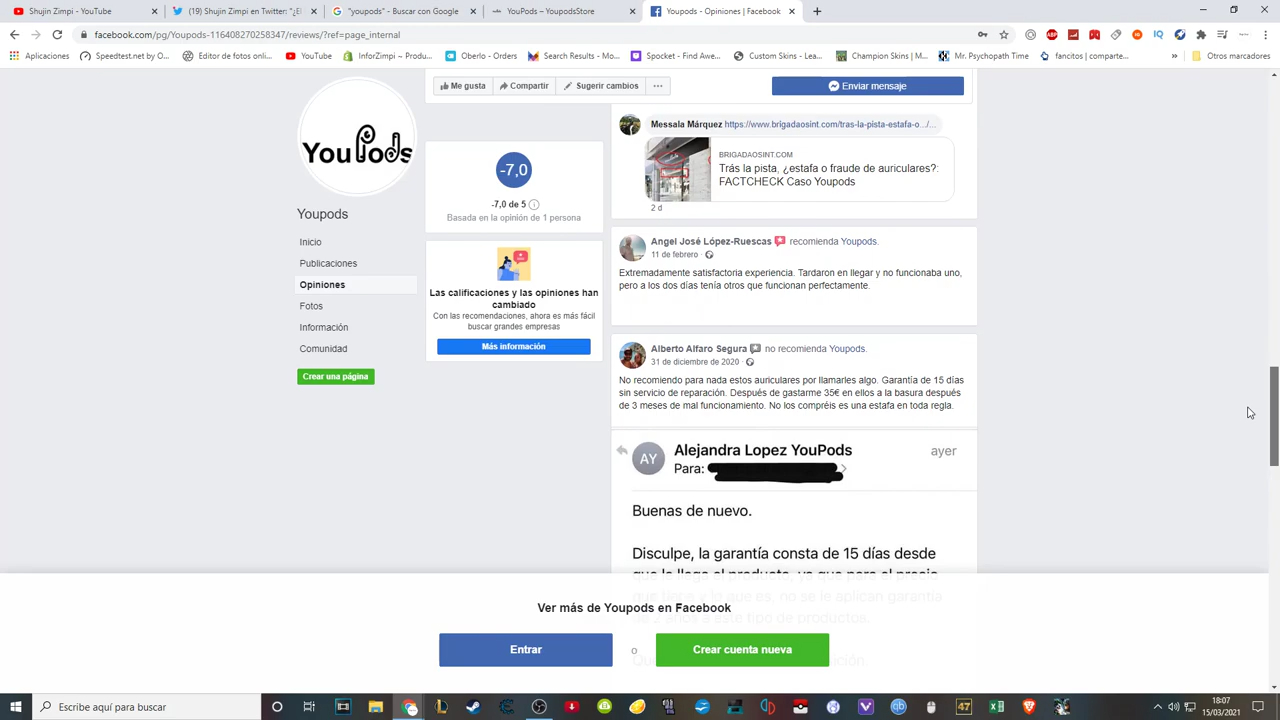 Shujin Zimpi - YouTube
(19) Shujin Zimpi en Twitter: "¿E
"youpods" - Buscar con Google
YouPods – YoupodsStore
Youpods - Opiniones | Facebook
facebook.com/pg/Youpods-116408270258347/reviews/?ref=page_internal
Aplicaciones
Speedtest.net by O...
Editor de fotos onlin...
YouTube
InforZimpi ~ Produ...
Oberlo - Orders
Search Results - Mo...
Spocket - Find Awe...
Custom Skins - Lea...
Champion Skins | M...
Mr. Psychopath Time
fancitos | comparte...
Otros marcadores
YouPods
Youpods
Inicio
Publicaciones
Opiniones
Fotos
Información
Comunidad
Crear una página
Me gusta
Compartir
Sugerir cambios
Enviar mensaje
-7,0
-7,0 de 5
Basada en la opinión de 1 persona
Las calificaciones y las opiniones han
cambiado
Con las recomendaciones, ahora es más fácil
buscar grandes empresas
Más información
Messala Márquez https://www.brigadaosint.com/tras-la-pista-estafa-o.../...
BRIGADAOSINT.COM
Trás la pista, ¿estafa o fraude de auriculares?:
FACTCHECK Caso Youpods
2 d
Angel José López-Ruescas recomienda Youpods.
11 de febrero
Extremadamente satisfactoria experiencia. Tardaron en llegar y no funcionaba uno,
pero a los dos días tenía otros que funcionan perfectamente.
Alberto Alfaro Segura no recomienda Youpods.
31 de diciembre de 2020
No recomiendo para nada estos auriculares por llamarles algo. Garantía de 15 días
sin servicio de reparación. Después de gastarme 35€ en ellos a la basura después
de 3 meses de mal funcionamiento. No los compréis es una estafa en toda regla.
AY
Alejandra Lopez YouPods
ayer
Para:
Buenas de nuevo.
Disculpe, la garantía consta de 15 días desde
que le llega el producto, ya que para el precio
que tiene y lo que es, no se le aplican garantía
de 2 años a este tipo de productos.
Ver más de Youpods en Facebook
Entrar
o
Crear cuenta nueva
Escribe aquí para buscar
18:07
15/03/2021